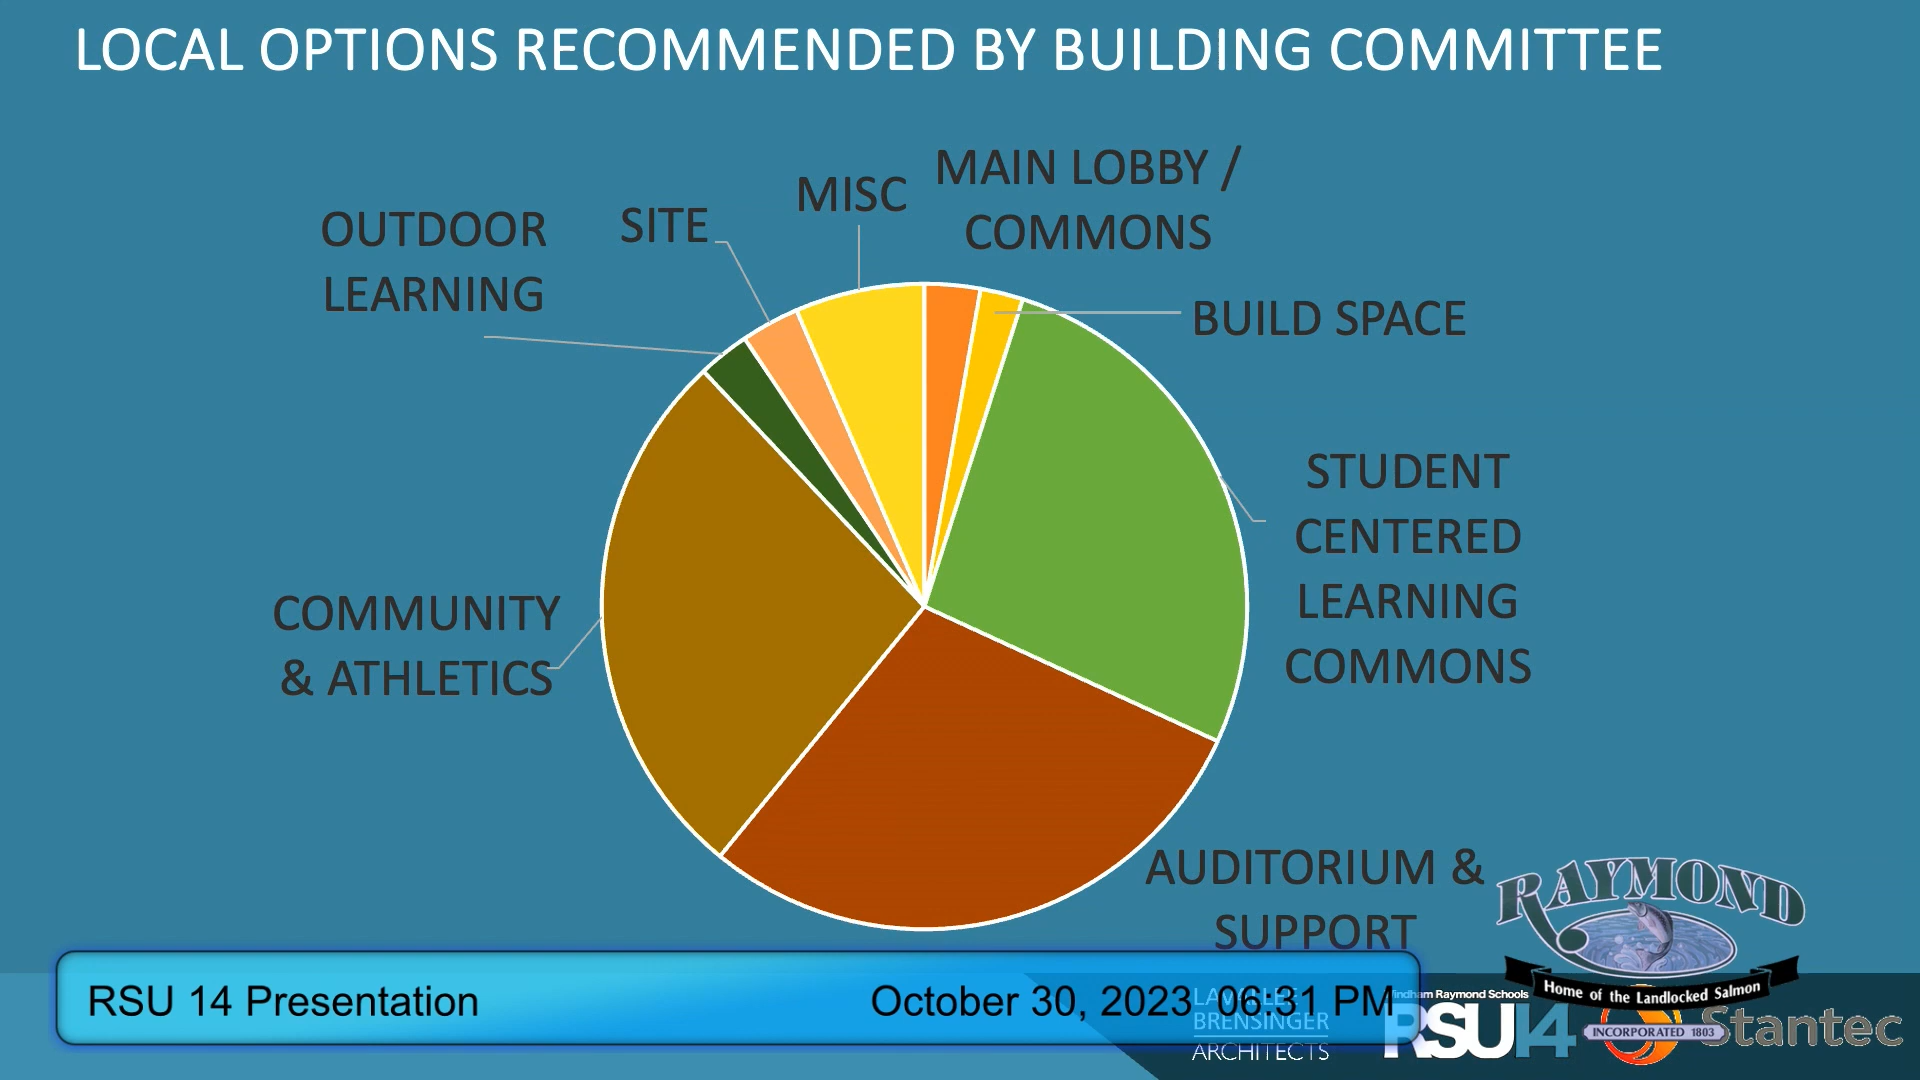 LOCAL OPTIONS RECOMMENDED BY BUILDING COMMITTEE
MAIN LOBBY /
COMMONS
MISC
SITE
OUTDOOR
LEARNING
BUILD SPACE
STUDENT
CENTERED
LEARNING
COMMONS
COMMUNITY
& ATHLETICS
AUDITORIUM &
SUPPORT
RAYMOND
Home of the Landlocked Salmon
INCORPORATED 1803
RSU 14 Presentation
October 30, 2023 06:31 PM
BRENSINGER
ARCHITECTS
Raymond Schools
RSU14
Stantec